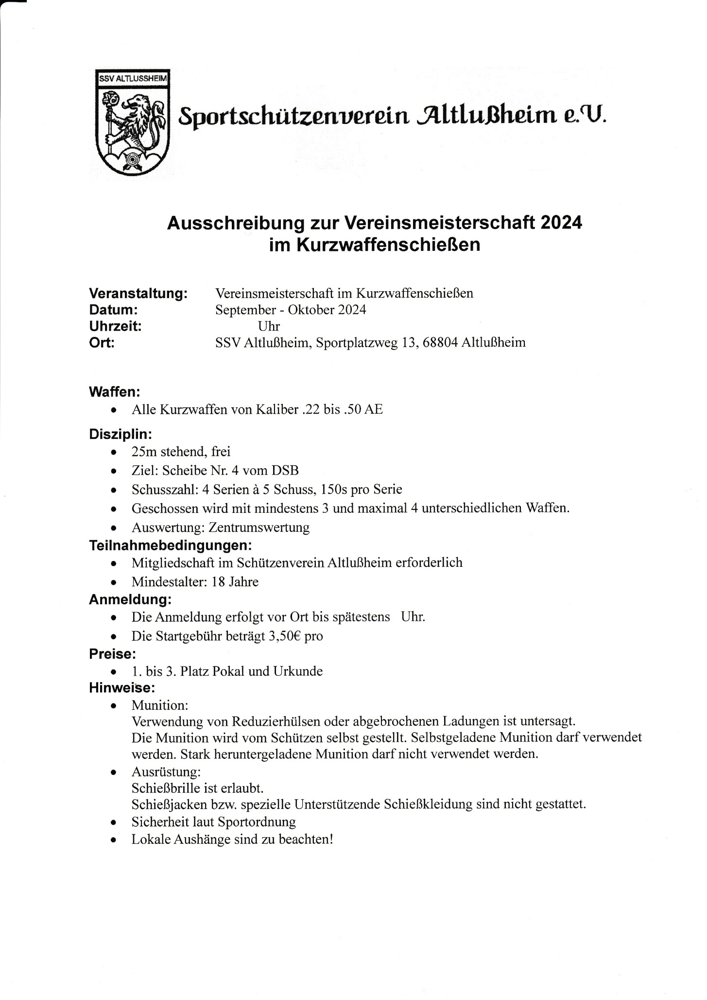 SSV ALTLUSSHEIM
Sportschützenverein Altlußheim e.V.
Ausschreibung zur Vereinsmeisterschaft 2024
im Kurzwaffenschießen
Veranstaltung: Vereinsmeisterschaft im Kurzwaffenschießen
Datum: September - Oktober 2024
Uhrzeit: Uhr
Ort: SSV Altlußheim, Sportplatzweg 13, 68804 Altlußheim
Waffen:
• Alle Kurzwaffen von Kaliber .22 bis .50 AE
Disziplin:
• 25m stehend, frei
• Ziel: Scheibe Nr. 4 vom DSB
• Schusszahl: 4 Serien à 5 Schuss, 150s pro Serie
• Geschossen wird mit mindestens 3 und maximal 4 unterschiedlichen Waffen.
• Auswertung: Zentrumswertung
Teilnahmebedingungen:
• Mitgliedschaft im Schützenverein Altlußheim erforderlich
• Mindestalter: 18 Jahre
Anmeldung:
• Die Anmeldung erfolgt vor Ort bis spätestens Uhr.
• Die Startgebühr beträgt 3,50€ pro
Preise:
• 1. bis 3. Platz Pokal und Urkunde
Hinweise:
• Munition:
Verwendung von Reduzierhülsen oder abgebrochenen Ladungen ist untersagt.
Die Munition wird vom Schützen selbst gestellt. Selbstgeladene Munition darf verwendet
werden. Stark heruntergeladene Munition darf nicht verwendet werden.
• Ausrüstung:
Schießbrille ist erlaubt.
Schießjacken bzw. spezielle Unterstützende Schießkleidung sind nicht gestattet.
• Sicherheit laut Sportordnung
• Lokale Aushänge sind zu beachten!